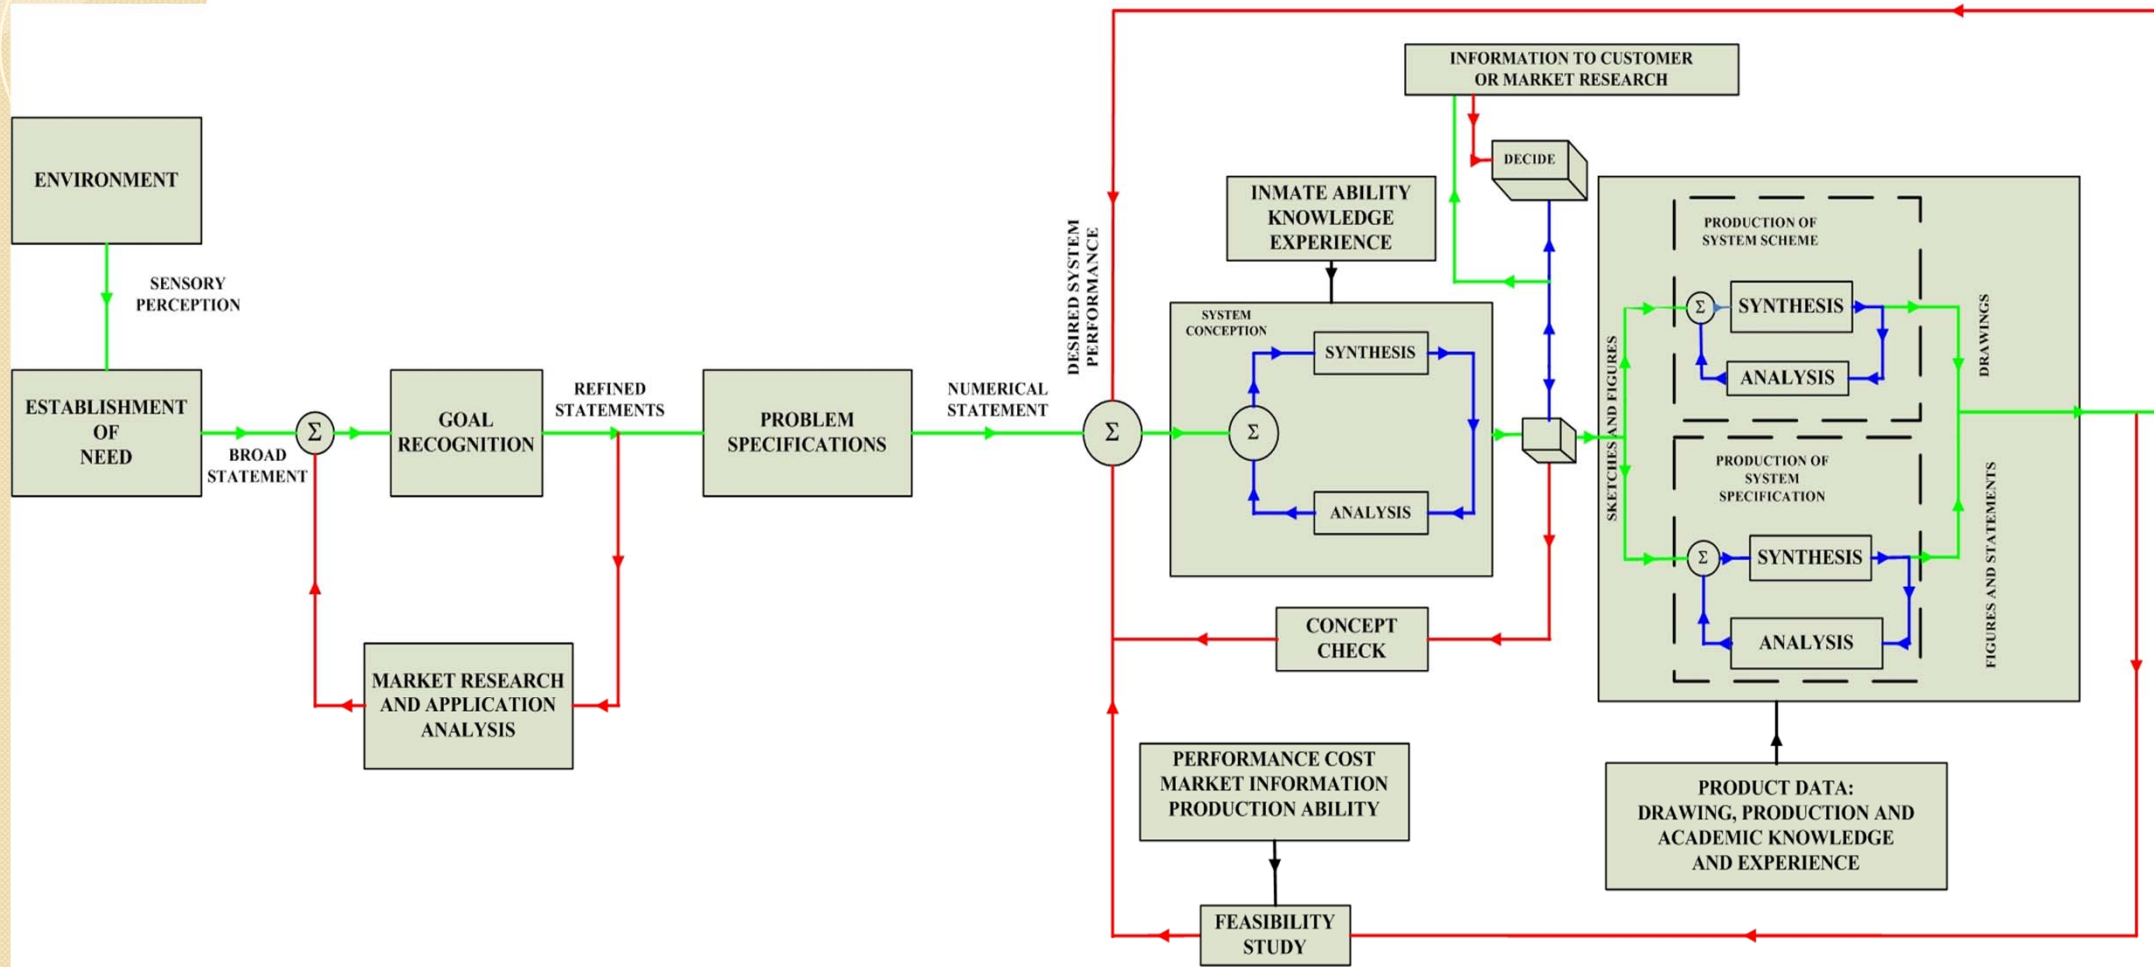 INFORMATION TO CUSTOMER
OR MARKET RESEARCH
ENVIRONMENT
DECIDE
INMATE ABILITY
KNOWLEDGE
EXPERIENCE
PRODUCTION OF
SYSTEM SCHEME
SENSORY
PERCEPTION
DESIRED SYSTEM
PERFORMANCE
SYSTEM
CONCEPTION
Σ
SYNTHESIS
DRAWINGS
SYNTHESIS
ANALYSIS
ESTABLISHMENT
OF
NEED
BROAD
STATEMENT
Σ
GOAL
RECOGNITION
REFINED
STATEMENTS
PROBLEM
SPECIFICATIONS
NUMERICAL
STATEMENT
Σ
Σ
ANALYSIS
SKETCHES AND FIGURES
PRODUCTION OF
SYSTEM
SPECIFICATION
FIGURES AND STATEMENTS
Σ
SYNTHESIS
ANALYSIS
CONCEPT
CHECK
MARKET RESEARCH
AND APPLICATION
ANALYSIS
PERFORMANCE COST
MARKET INFORMATION
PRODUCTION ABILITY
PRODUCT DATA:
DRAWING, PRODUCTION AND
ACADEMIC KNOWLEDGE
AND EXPERIENCE
FEASIBILITY
STUDY